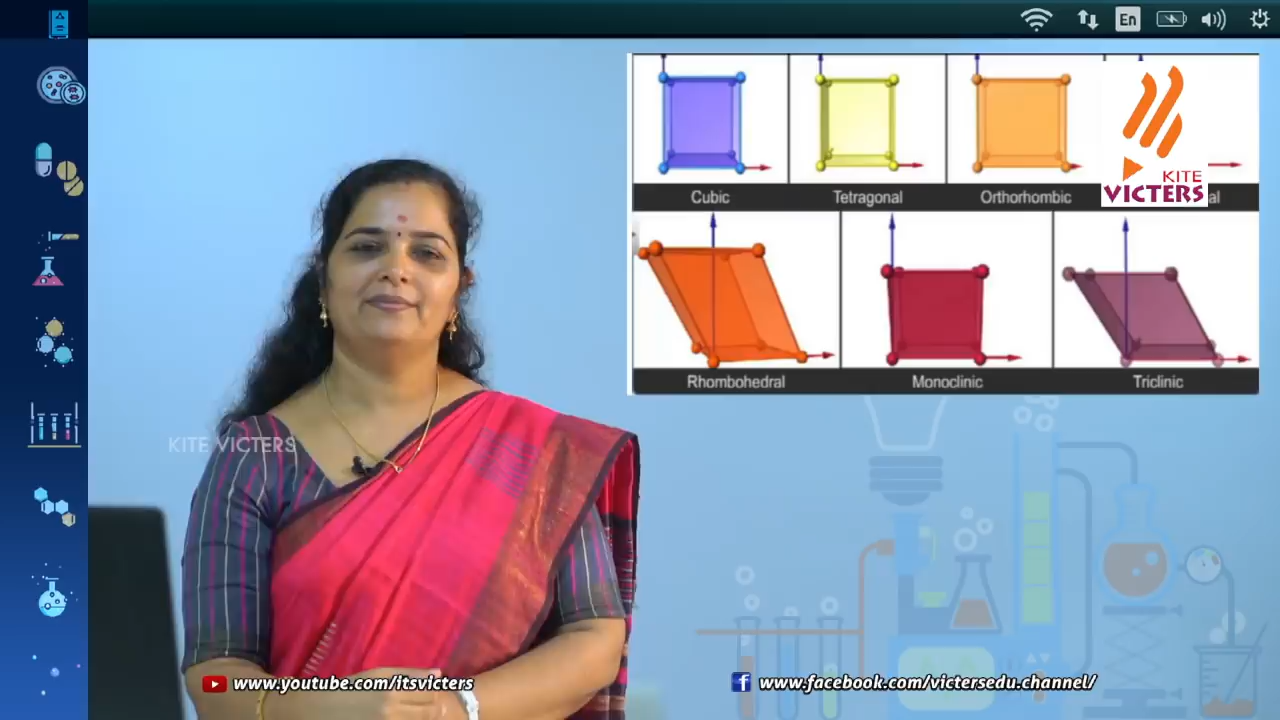 En
Cubic
Tetragonal
Orthorhombic
KITE
VICTERS
Rhombohedral
Monoclinic
Triclinic
KITE VICTERS
www.youtube.com/itsvicters
www.facebook.com/victersedu.channel/